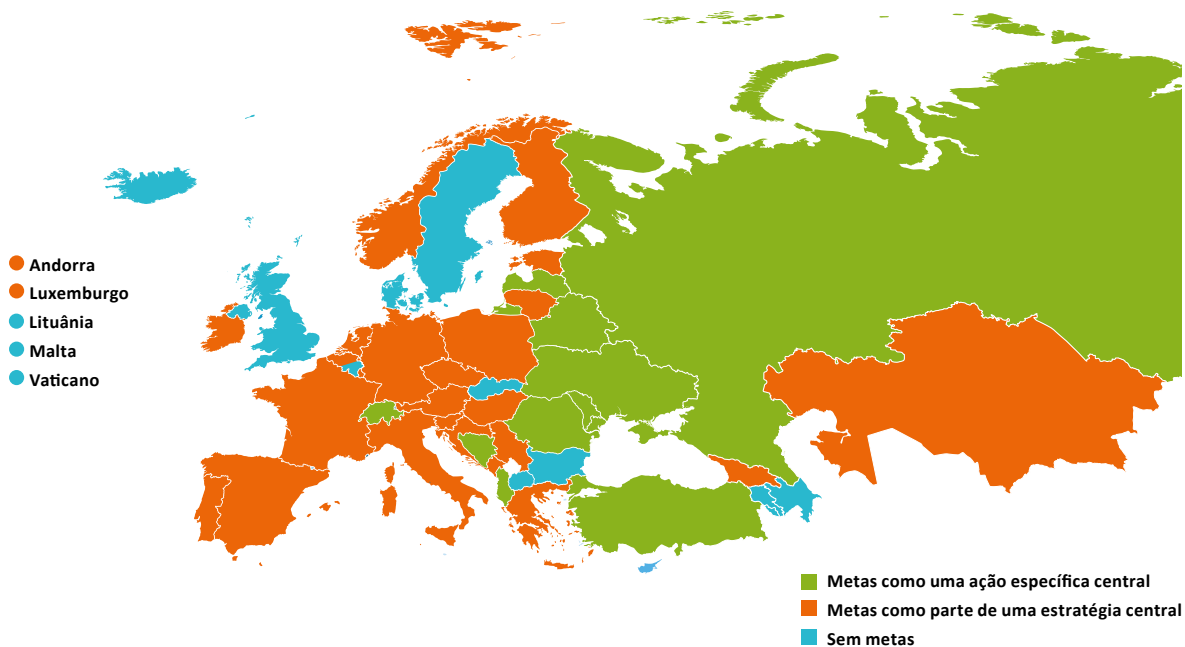 Andorra
Luxemburgo
Lituânia
Malta
Vaticano
Metas como uma ação específica central
Metas como parte de uma estratégia central
Sem metas